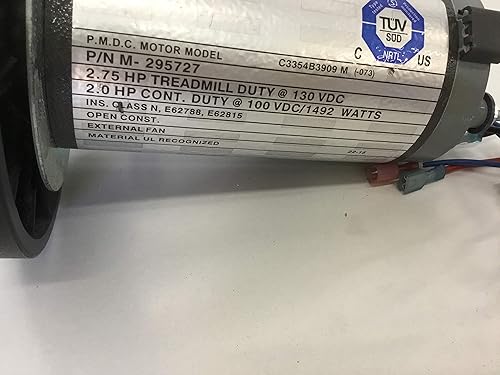 TÜV
SÜD
NRTL
C US
P.M.D.C. MOTOR MODEL C3354B3909 M (-073)
P/N M- 295727
2.75 HP TREADMILL DUTY @ 130 VDC
2.0 HP CONT. DUTY @ 100 VDC/1492 WATTS
INS. CLASS N, E62788, E62815
OPEN CONST.
EXTERNAL FAN
MATERIAL UL RECOGNIZED